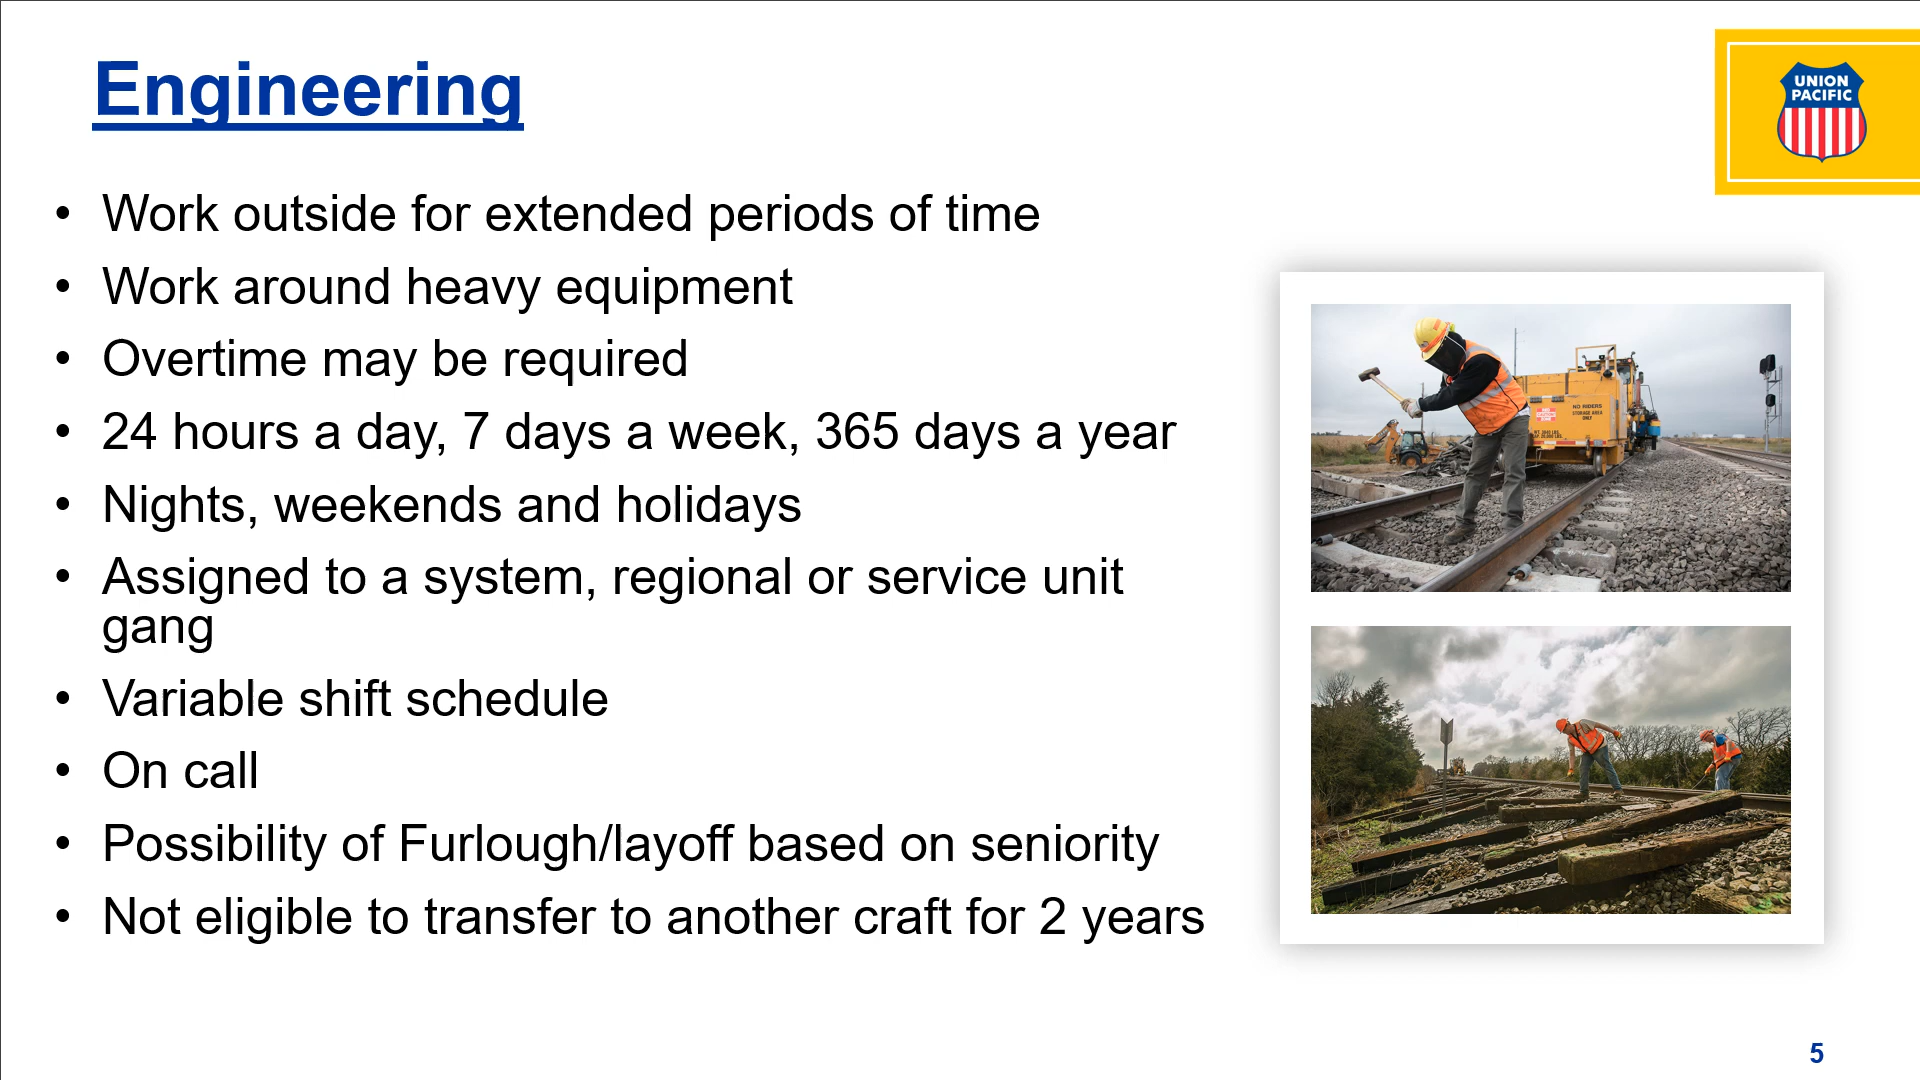 Engineering
UNION
PACIFIC
• Work outside for extended periods of time
• Work around heavy equipment
• Overtime may be required
• 24 hours a day, 7 days a week, 365 days a year
• Nights, weekends and holidays
• Assigned to a system, regional or service unit
gang
• Variable shift schedule
• On call
• Possibility of Furlough/layoff based on seniority
• Not eligible to transfer to another craft for 2 years
NO RIDERS
STORAGE AREA
ONLY
5